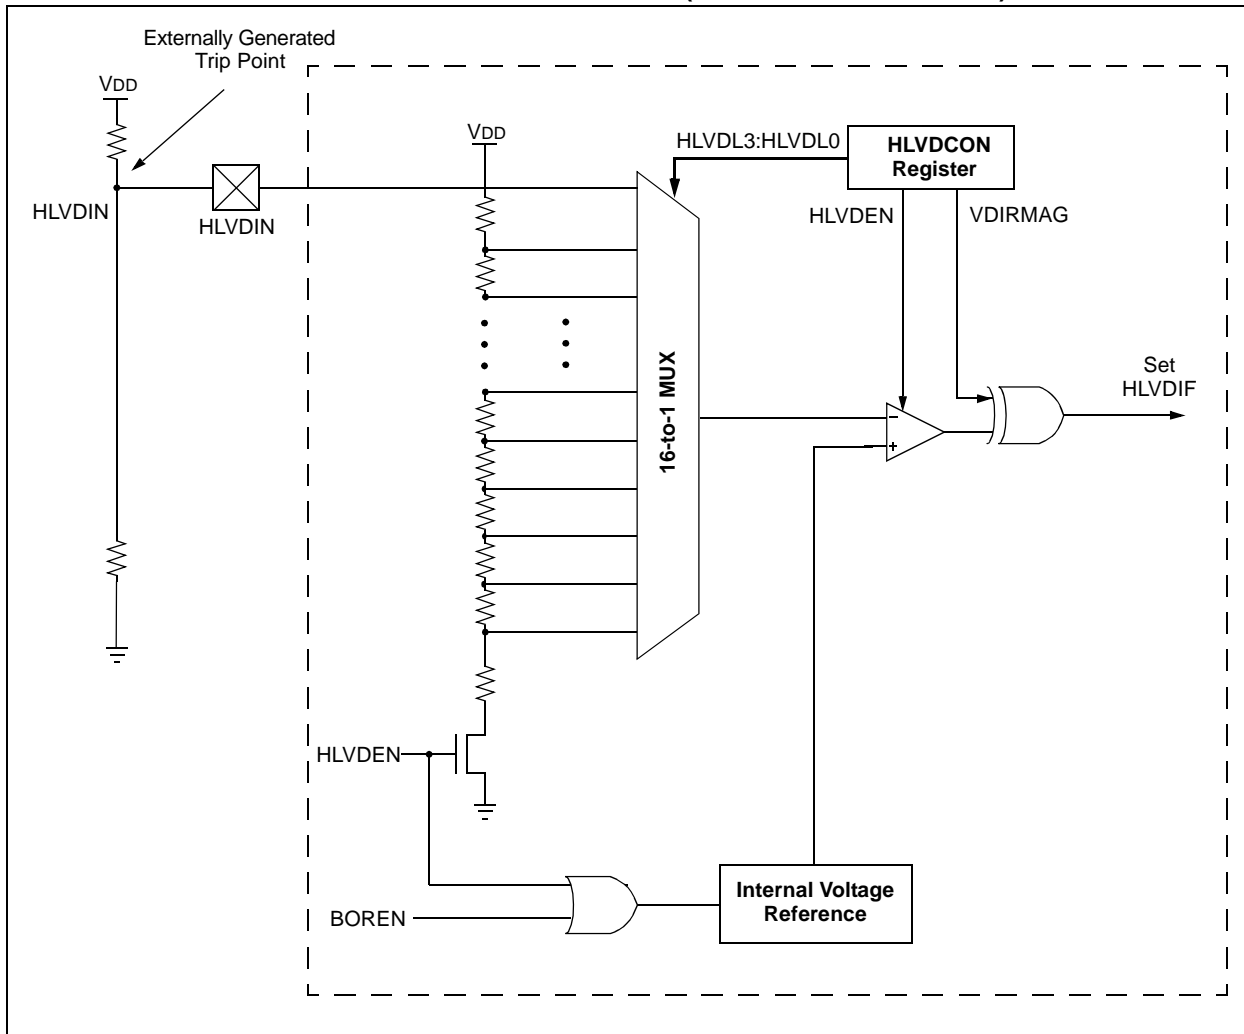 Externally Generated
Trip Point
VDD
VDD
HLVDL3:HLVDL0
HLVDCON
Register
HLVDIN
HLVDIN
HLVDEN
VDIRMAG
16-to-1 MUX
Set
HLVDIF
–
+
HLVDEN
BOREN
Internal Voltage
Reference